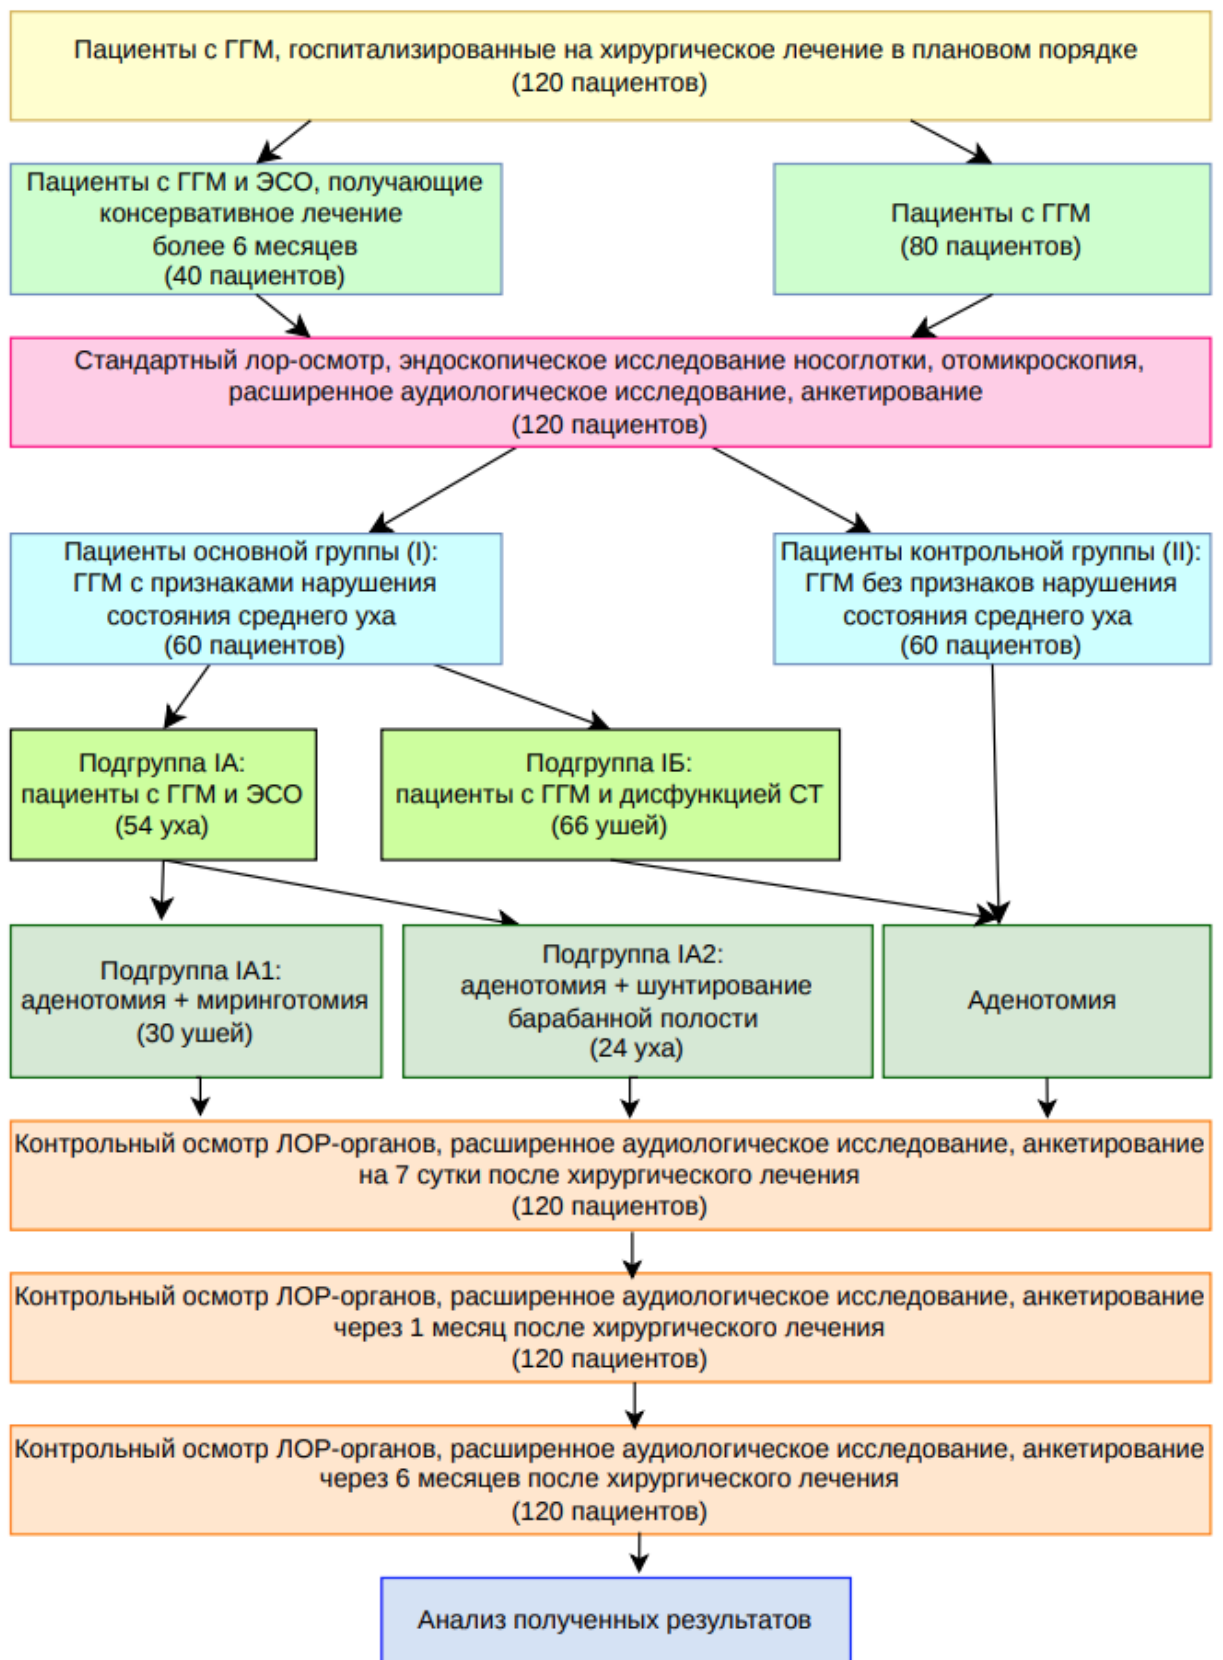 Пациенты с ГГМ, госпитализированные на хирургическое лечение в плановом порядке
(120 пациентов)
Пациенты с ГГМ и ЭСО, получающие
консервативное лечение
более 6 месяцев
(40 пациентов)
Пациенты с ГГМ
(80 пациентов)
Стандартный лор-осмотр, эндоскопическое исследование носоглотки, отомикроскопия,
расширенное аудиологическое исследование, анкетирование
(120 пациентов)
Пациенты основной группы (I):
ГГМ с признаками нарушения
состояния среднего уха
(60 пациентов)
Пациенты контрольной группы (II):
ГГМ без признаков нарушения
состояния среднего уха
(60 пациентов)
Подгруппа IА:
пациенты с ГГМ и ЭСО
(54 уха)
Подгруппа IБ:
пациенты с ГГМ и дисфункцией СТ
(66 ушей)
Подгруппа IА1:
аденотомия + миринготомия
(30 ушей)
Подгруппа IА2:
аденотомия + шунтирование
барабанной полости
(24 уха)
Аденотомия
Контрольный осмотр ЛОР-органов, расширенное аудиологическое исследование, анкетирование
на 7 сутки после хирургического лечения
(120 пациентов)
Контрольный осмотр ЛОР-органов, расширенное аудиологическое исследование, анкетирование
через 1 месяц после хирургического лечения
(120 пациентов)
Контрольный осмотр ЛОР-органов, расширенное аудиологическое исследование, анкетирование
через 6 месяцев после хирургического лечения
(120 пациентов)
Анализ полученных результатов